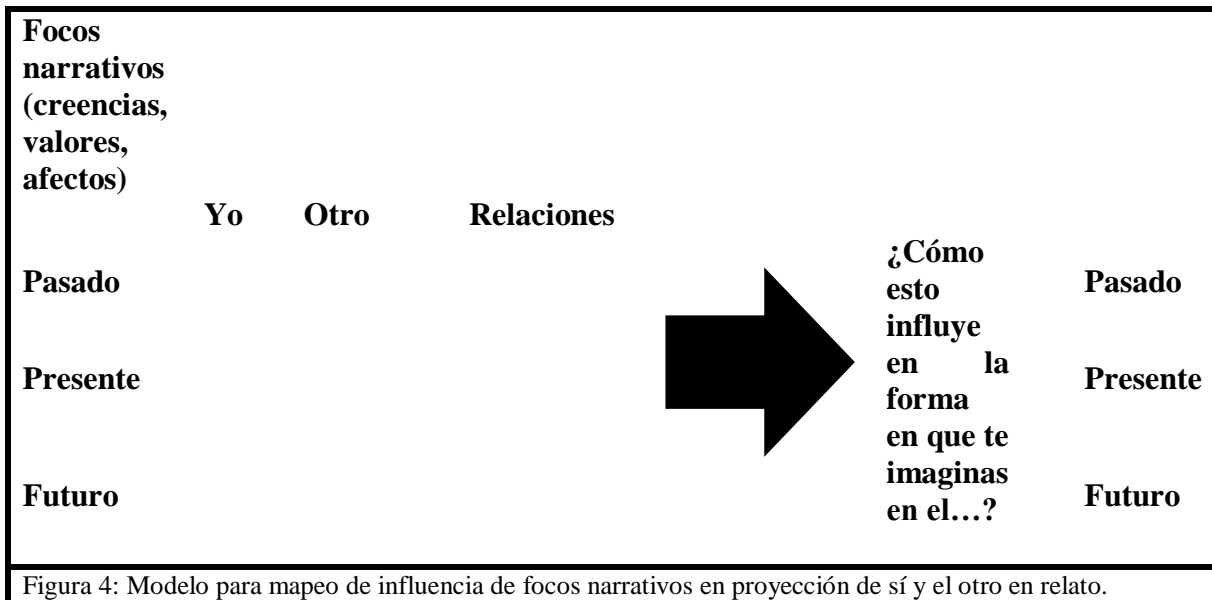 Focos
narrativos
(creencias,
valores,
afectos)
Yo Otro Relaciones
Pasado
Presente
Futuro
¿Cómo
esto
influye
en la
forma
en que te
imaginas
en el…?
Pasado
Presente
Futuro
Figura 4: Modelo para mapeo de influencia de focos narrativos en proyección de sí y el otro en relato.